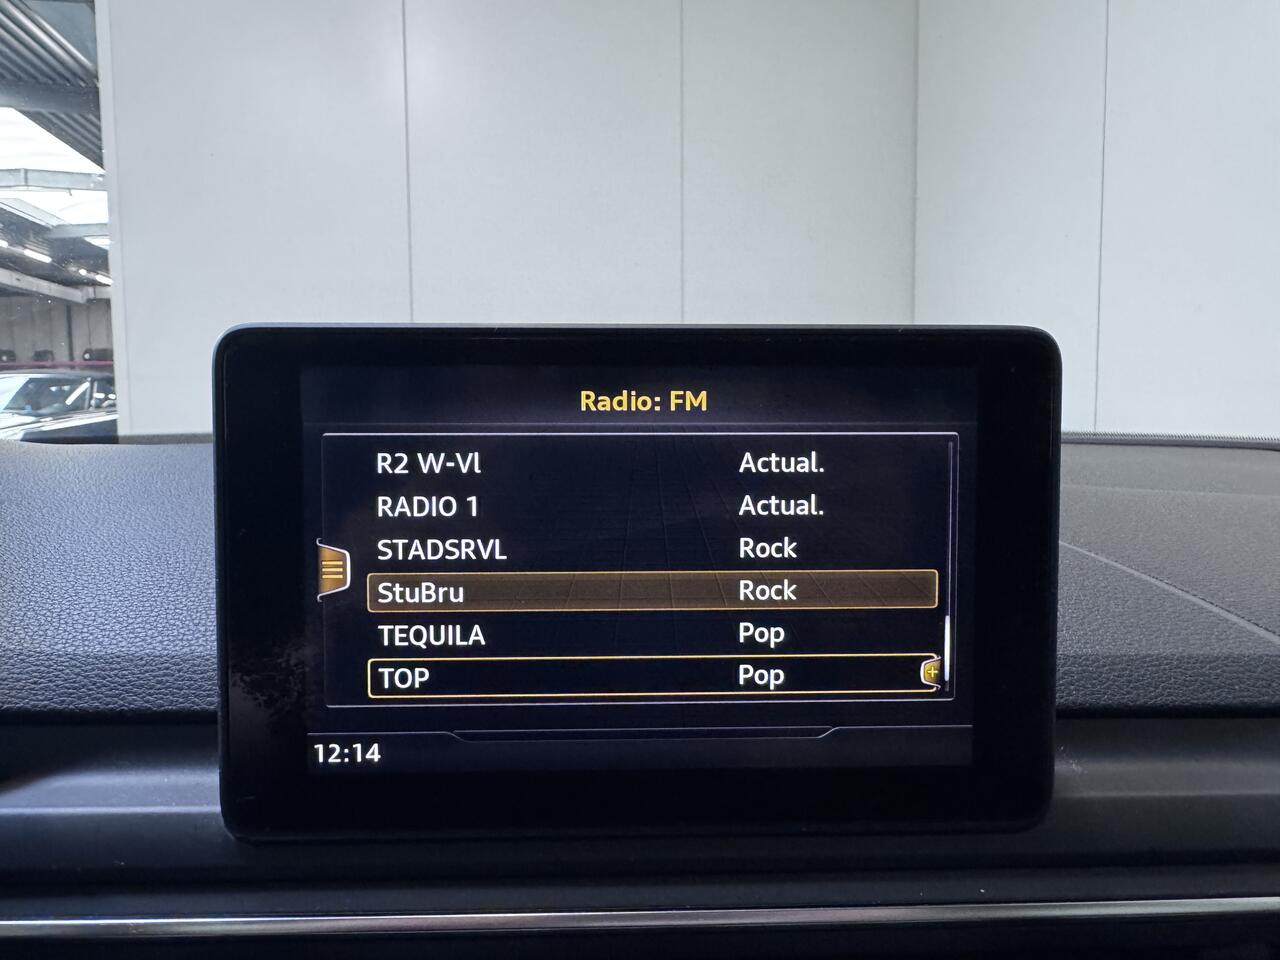 Radio: FM
R2 W-Vl Actual.
RADIO 1 Actual.
STADSRVL Rock
StuBru Rock
TEQUILA Pop
TOP Pop
12:14